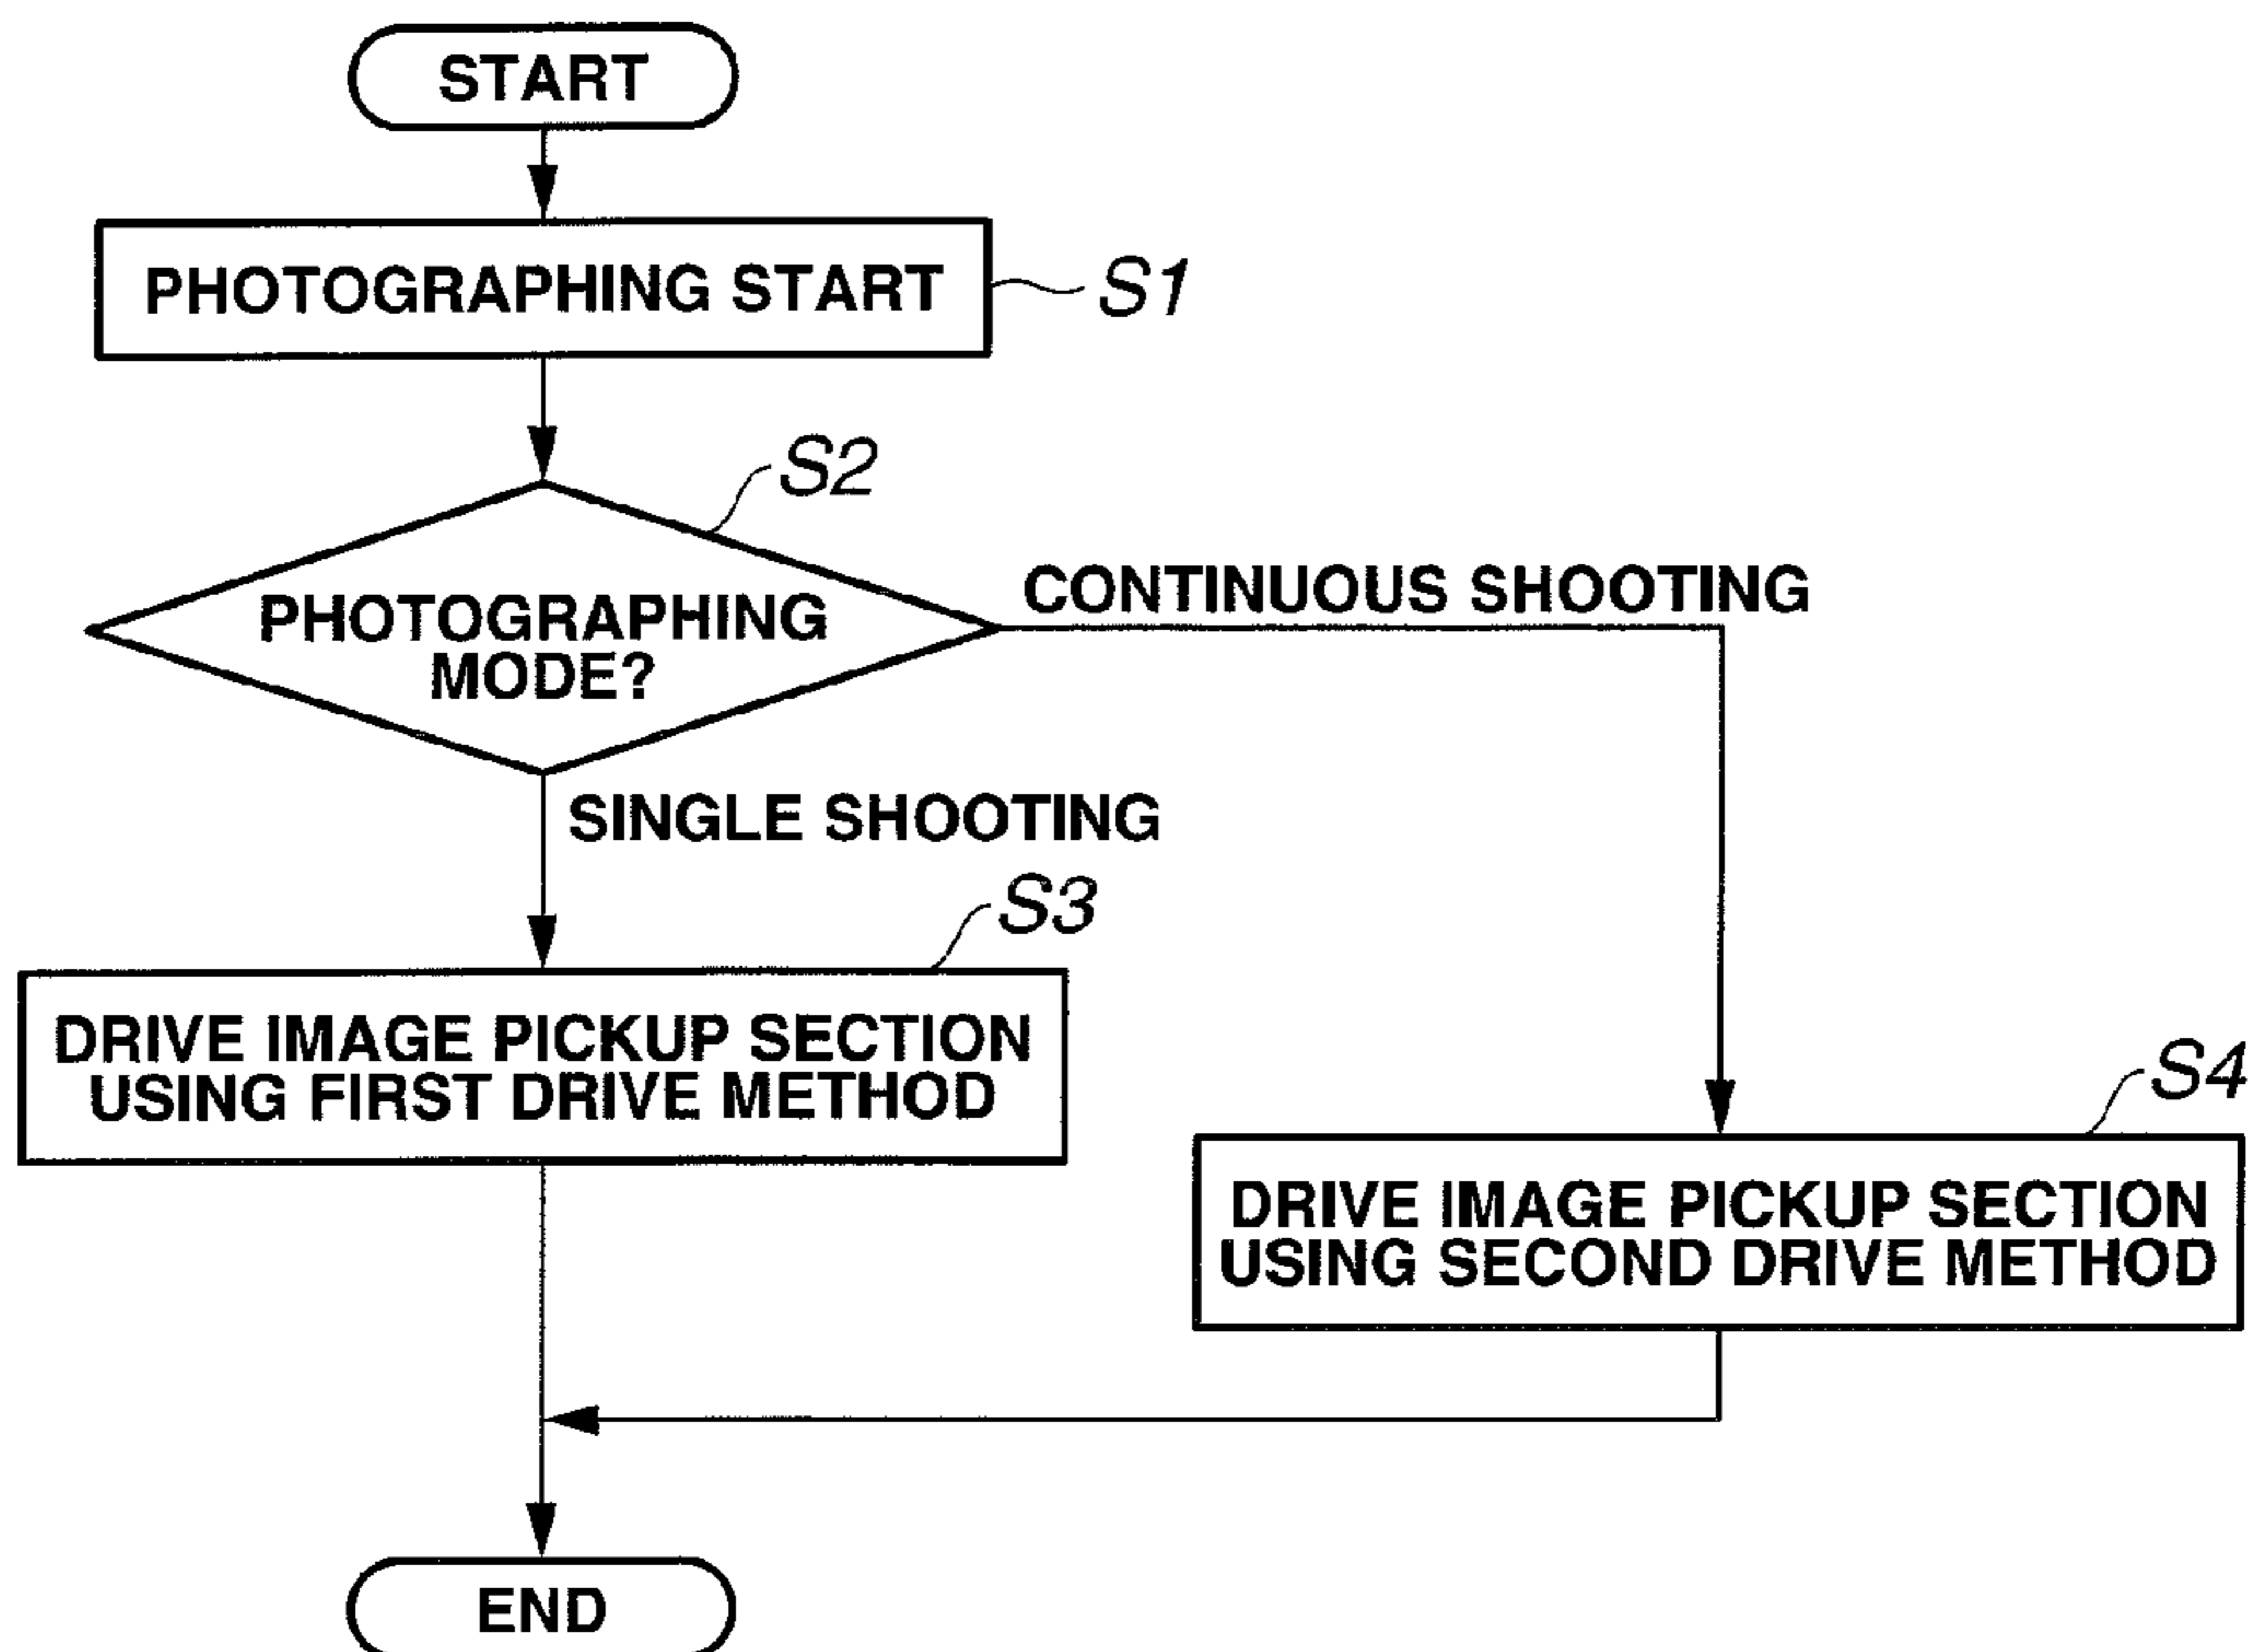 START
PHOTOGRAPHING START
S1
S2
PHOTOGRAPHING
MODE?
CONTINUOUS SHOOTING
SINGLE SHOOTING
S3
DRIVE IMAGE PICKUP SECTION
USING FIRST DRIVE METHOD
S4
DRIVE IMAGE PICKUP SECTION
USING SECOND DRIVE METHOD
END